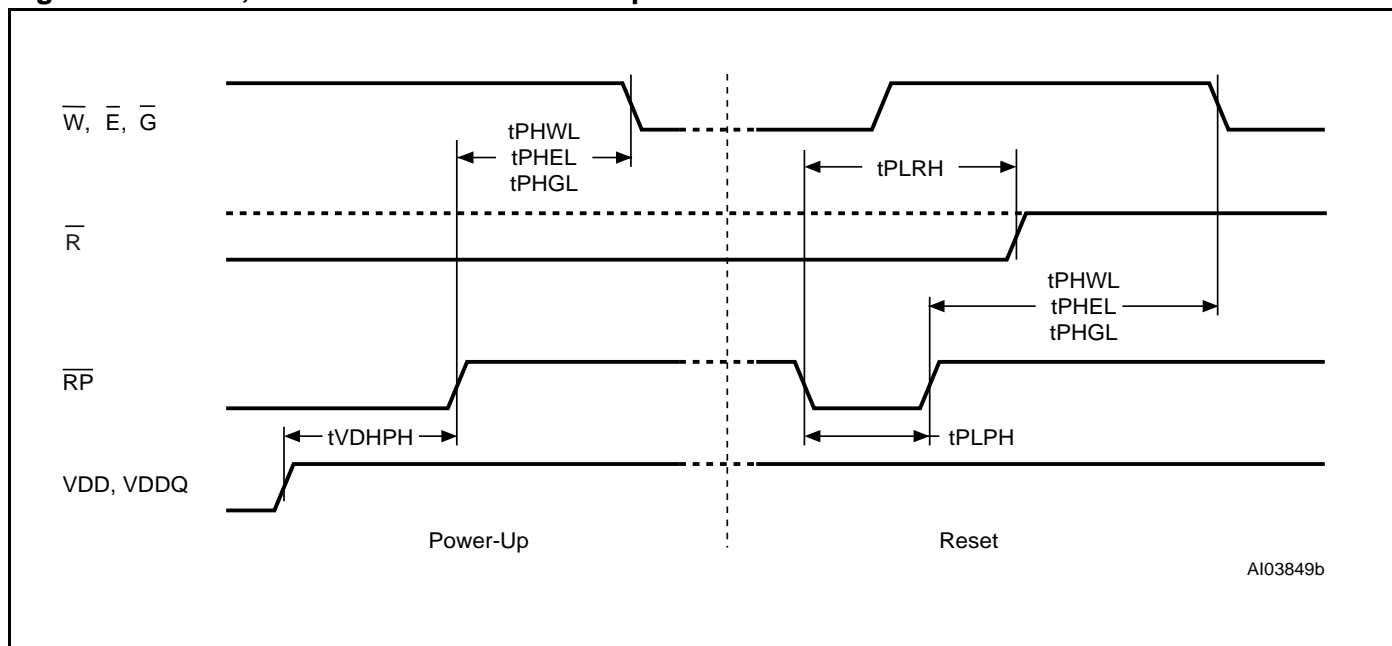 W, E, G
tPHWL
tPHEL
tPHGL
tPLRH
R
tPHWL
tPHEL
tPHGL
RP
tVDHPH
tPLPH
VDD, VDDQ
Power-Up
Reset
AI03849b